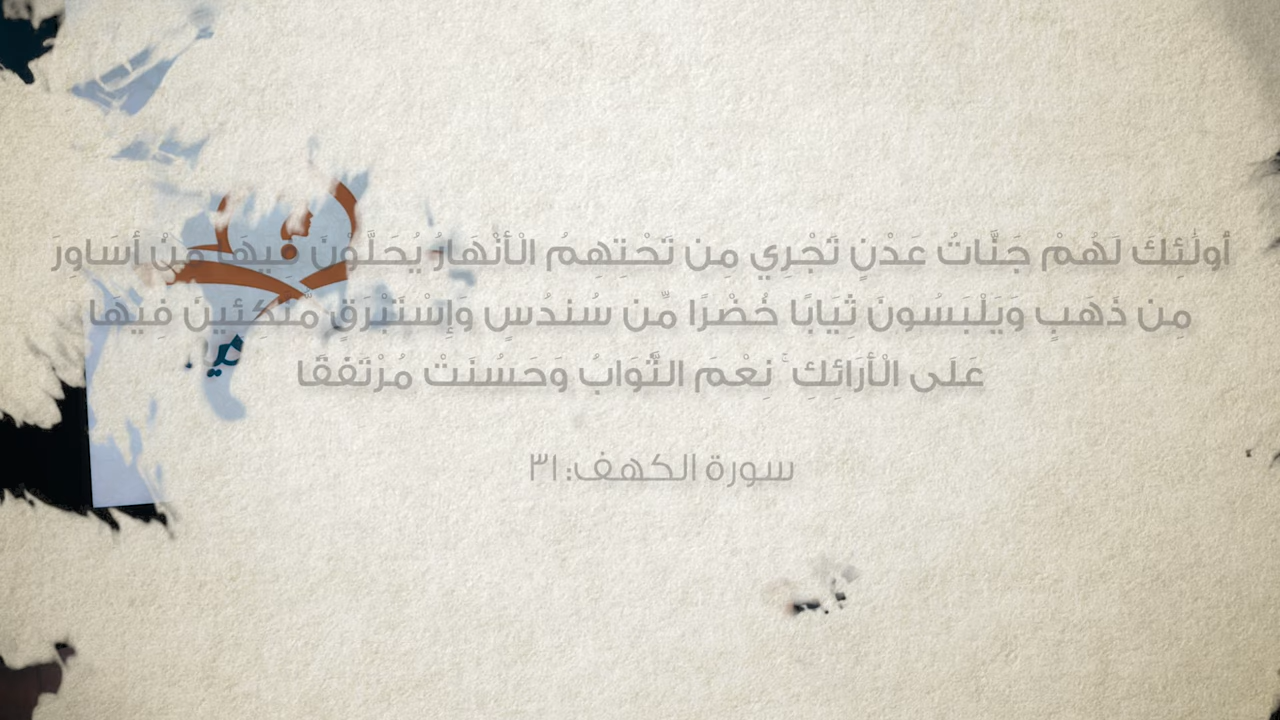 أُولَٰئِكَ لَهُمْ جَنَّاتُ عَدْنٍ تَجْرِي مِن تَحْتِهِمُ الْأَنْهَارُ يُحَلَّوْنَ فِيهَا مِنْ أَسَاوِرَ
مِن ذَهَبٍ وَيَلْبَسُونَ ثِيَابًا خُضْرًا مِّن سُندُسٍ وَإِسْتَبْرَقٍ مُّتَّكِئِينَ فِيهَا
عَلَى الْأَرَائِكِ ۚ نِعْمَ الثَّوَابُ وَحَسُنَتْ مُرْتَفَقًا
سورة الكهف: ٣١